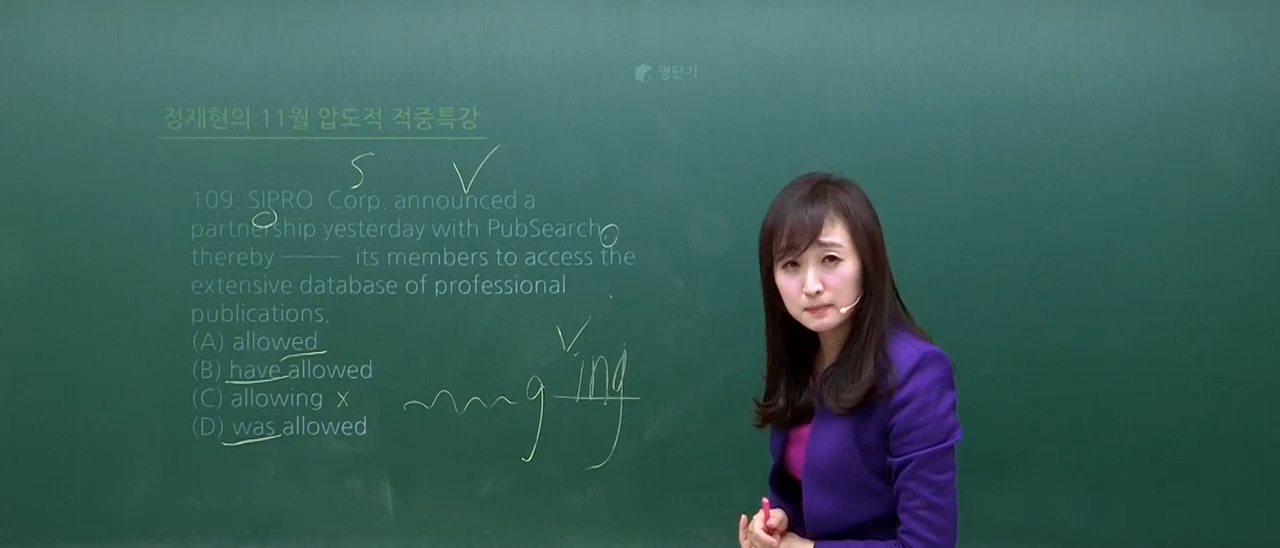 영단기
정재현의 11월 압도적 적중특강
S V
109. SIPRO Corp. announced a
partnership yesterday with PubSearch,
thereby —— its members to access the
extensive database of professional
publications.
(A) allowed
(B) have allowed
(C) allowing x
(D) was allowed
ing